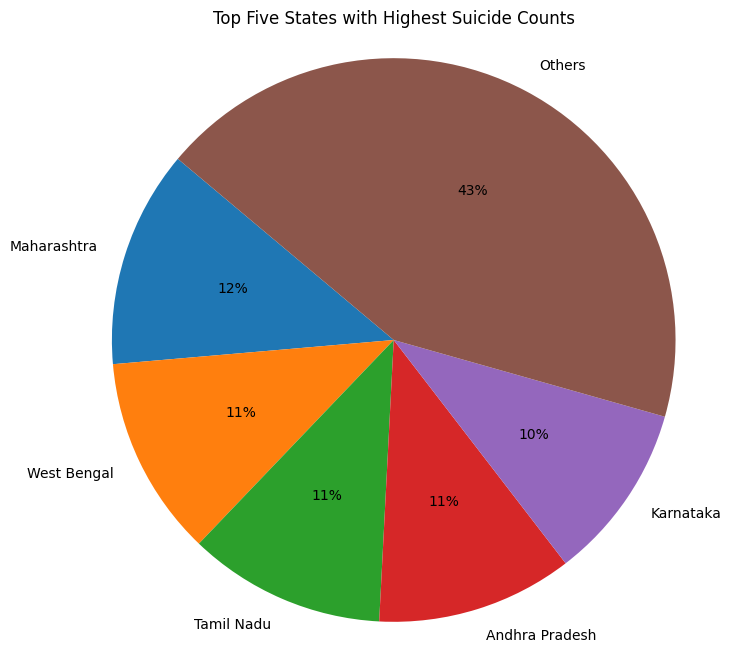 Top Five States with Highest Suicide Counts
Others
43%
Maharashtra
12%
West Bengal
11%
Tamil Nadu
11%
Andhra Pradesh
11%
Karnataka
10%